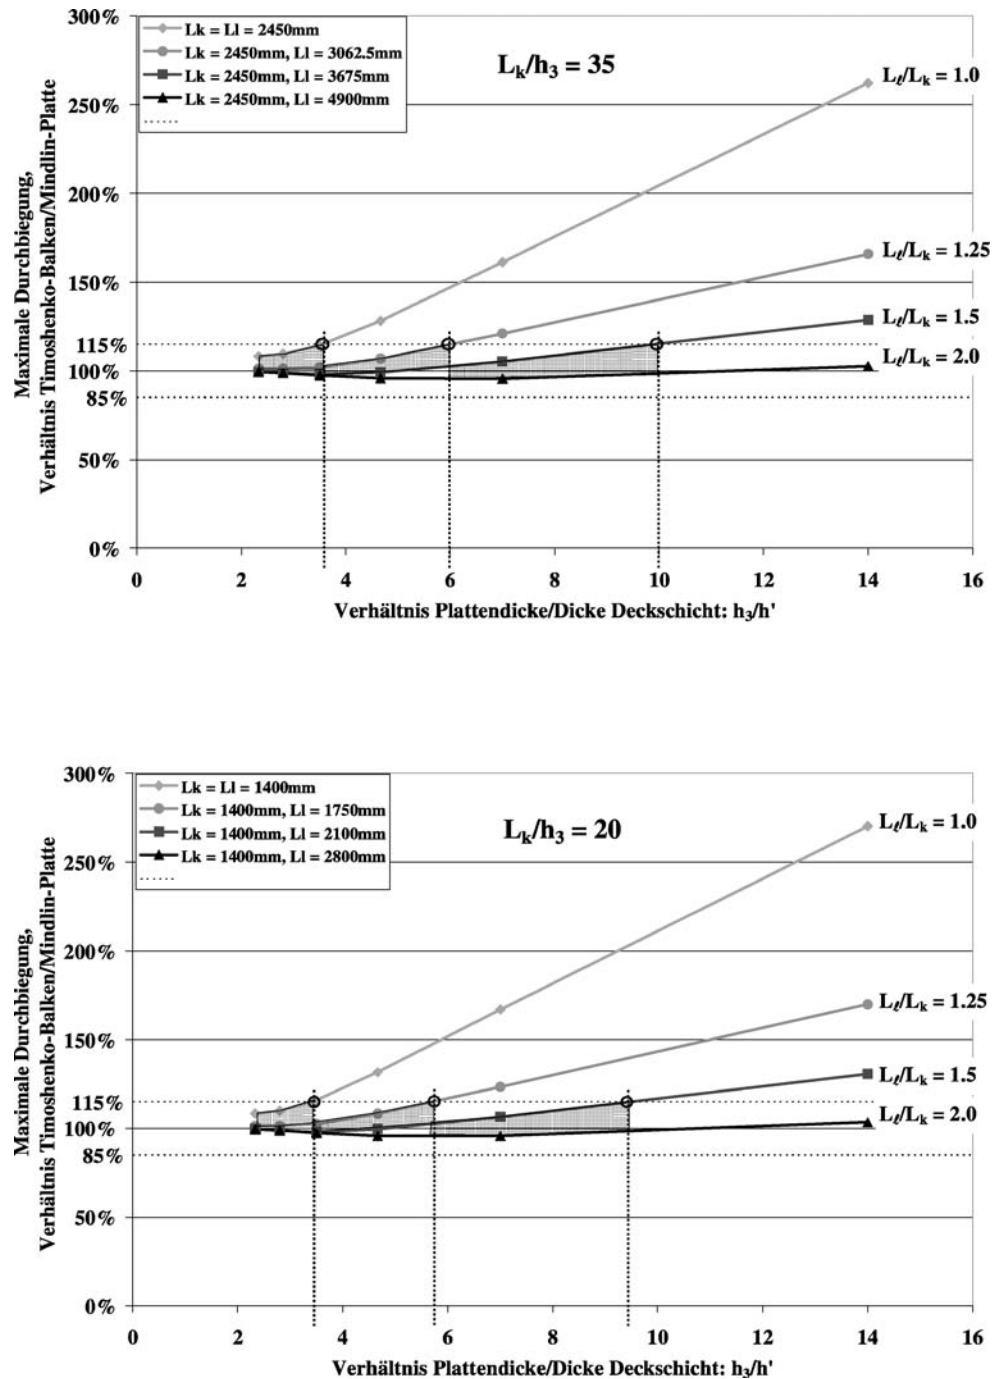 300%
250%
200%
150%
115%
100%
85%
50%
0%
Maximale Durchbiegung,
Verhältnis Timoshenko-Balken/Mindlin-Platte
Lk = Ll = 2450mm
Lk = 2450mm, Ll = 3062.5mm
Lk = 2450mm, Ll = 3675mm
Lk = 2450mm, Ll = 4900mm
Lk/h3 = 35
Lℓ/Lk = 1.0
Lℓ/Lk = 1.25
Lℓ/Lk = 1.5
Lℓ/Lk = 2.0
0 2 4 6 8 10 12 14 16
Verhältnis Plattendicke/Dicke Deckschicht: h3/h'
300%
250%
200%
150%
115%
100%
85%
50%
0%
Maximale Durchbiegung,
Verhältnis Timoshenko-Balken/Mindlin-Platte
Lk = Ll = 1400mm
Lk = 1400mm, Ll = 1750mm
Lk = 1400mm, Ll = 2100mm
Lk = 1400mm, Ll = 2800mm
Lk/h3 = 20
Lℓ/Lk = 1.0
Lℓ/Lk = 1.25
Lℓ/Lk = 1.5
Lℓ/Lk = 2.0
0 2 4 6 8 10 12 14 16
Verhältnis Plattendicke/Dicke Deckschicht: h3/h'